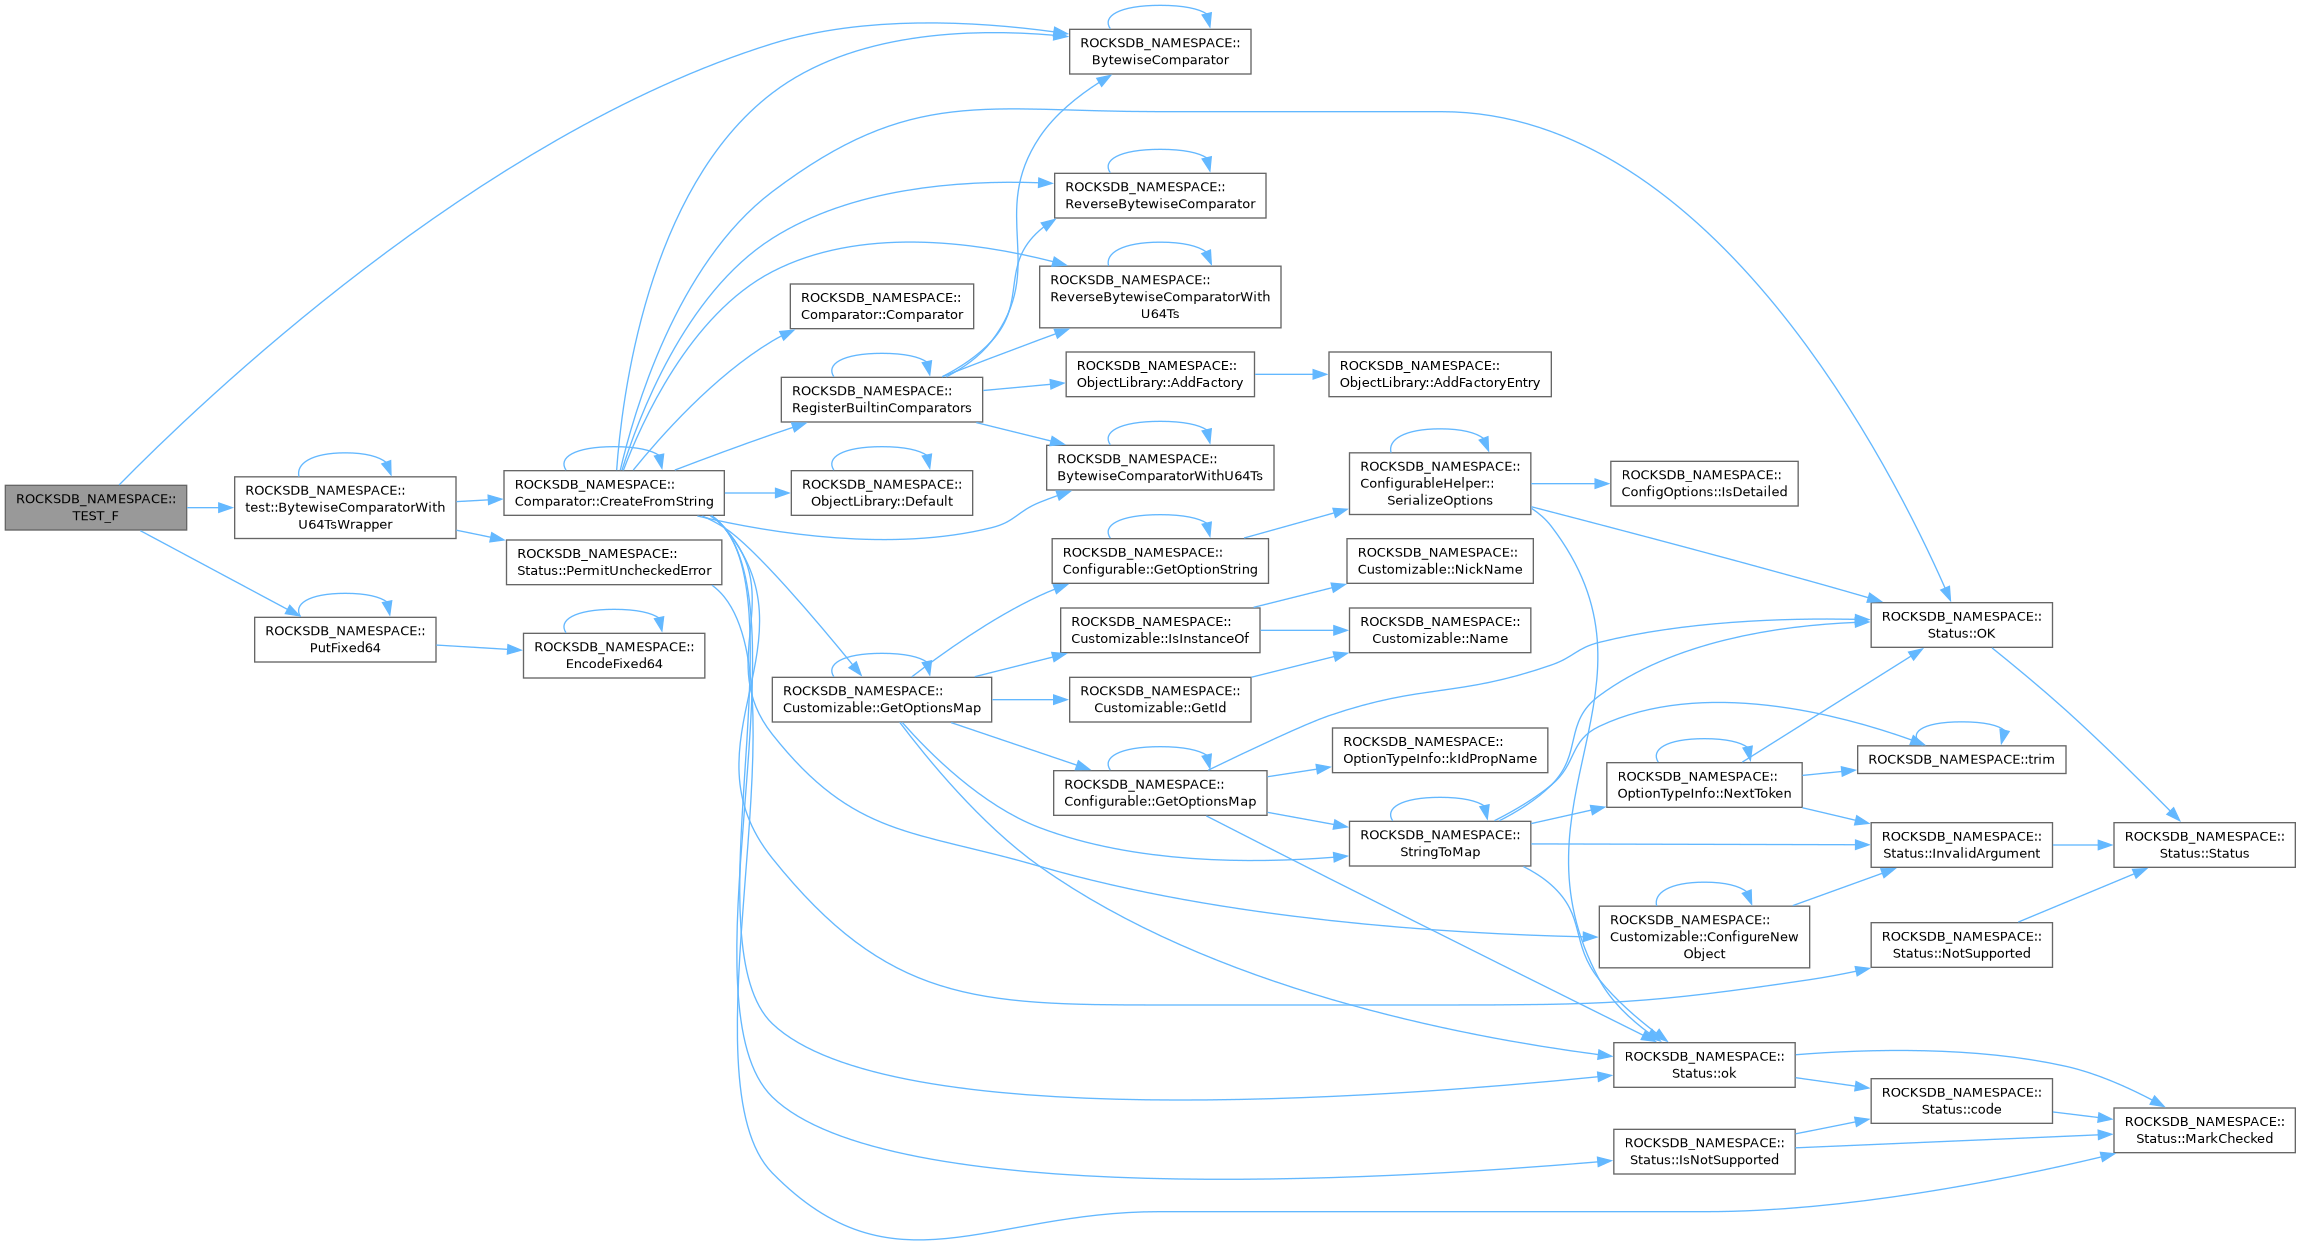 ROCKSDB_NAMESPACE::
TEST_F
ROCKSDB_NAMESPACE::
BytewiseComparator
ROCKSDB_NAMESPACE::
test::BytewiseComparatorWith
U64TsWrapper
ROCKSDB_NAMESPACE::
PutFixed64
ROCKSDB_NAMESPACE::
Comparator::CreateFromString
ROCKSDB_NAMESPACE::
Status::PermitUncheckedError
ROCKSDB_NAMESPACE::
EncodeFixed64
ROCKSDB_NAMESPACE::
Comparator::Comparator
ROCKSDB_NAMESPACE::
RegisterBuiltinComparators
ROCKSDB_NAMESPACE::
ObjectLibrary::Default
ROCKSDB_NAMESPACE::
Customizable::GetOptionsMap
ROCKSDB_NAMESPACE::
ReverseBytewiseComparator
ROCKSDB_NAMESPACE::
ReverseBytewiseComparatorWith
U64Ts
ROCKSDB_NAMESPACE::
ObjectLibrary::AddFactory
ROCKSDB_NAMESPACE::
BytewiseComparatorWithU64Ts
ROCKSDB_NAMESPACE::
Configurable::GetOptionString
ROCKSDB_NAMESPACE::
Customizable::IsInstanceOf
ROCKSDB_NAMESPACE::
Customizable::GetId
ROCKSDB_NAMESPACE::
Configurable::GetOptionsMap
ROCKSDB_NAMESPACE::
ObjectLibrary::AddFactoryEntry
ROCKSDB_NAMESPACE::
ConfigurableHelper::
SerializeOptions
ROCKSDB_NAMESPACE::
Customizable::NickName
ROCKSDB_NAMESPACE::
Customizable::Name
ROCKSDB_NAMESPACE::
OptionTypeInfo::kIdPropName
ROCKSDB_NAMESPACE::
StringToMap
ROCKSDB_NAMESPACE::
ConfigOptions::IsDetailed
ROCKSDB_NAMESPACE::
OptionTypeInfo::NextToken
ROCKSDB_NAMESPACE::
Customizable::ConfigureNew
Object
ROCKSDB_NAMESPACE::
Status::ok
ROCKSDB_NAMESPACE::
Status::IsNotSupported
ROCKSDB_NAMESPACE::
Status::OK
ROCKSDB_NAMESPACE::trim
ROCKSDB_NAMESPACE::
Status::InvalidArgument
ROCKSDB_NAMESPACE::
Status::NotSupported
ROCKSDB_NAMESPACE::
Status::code
ROCKSDB_NAMESPACE::
Status::Status
ROCKSDB_NAMESPACE::
Status::MarkChecked